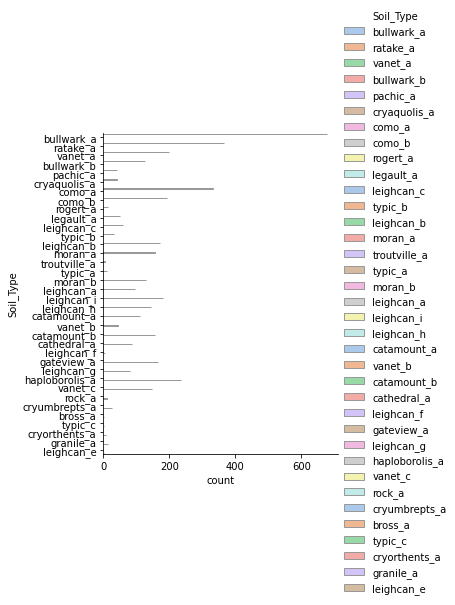 Soil_Type
bullwark_a
ratake_a
vanet_a
bullwark_b
pachic_a
cryaquolis_a
como_a
como_b
rogert_a
legault_a
leighcan_c
typic_b
leighcan_b
moran_a
troutville_a
typic_a
moran_b
leighcan_a
leighcan_i
leighcan_h
catamount_a
vanet_b
catamount_b
cathedral_a
leighcan_f
gateview_a
leighcan_g
haploborolis_a
vanet_c
rock_a
cryumbrepts_a
bross_a
typic_c
cryorthents_a
granile_a
leighcan_e
0
200
400
600
count
Soil_Type
bullwark_a
ratake_a
vanet_a
bullwark_b
pachic_a
cryaquolis_a
como_a
como_b
rogert_a
legault_a
leighcan_c
typic_b
leighcan_b
moran_a
troutville_a
typic_a
moran_b
leighcan_a
leighcan_i
leighcan_h
catamount_a
vanet_b
catamount_b
cathedral_a
leighcan_f
gateview_a
leighcan_g
haploborolis_a
vanet_c
rock_a
cryumbrepts_a
bross_a
typic_c
cryorthents_a
granile_a
leighcan_e